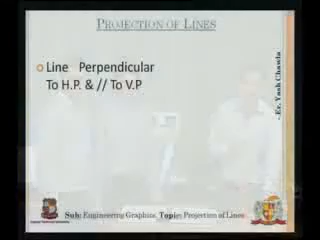 PROJECTION OF LINES
Line Perpendicular
To H.P. & // To V.P
- Er. Yash Chawla
Sub: Engineering Graphics, Topic: Projection of Lines